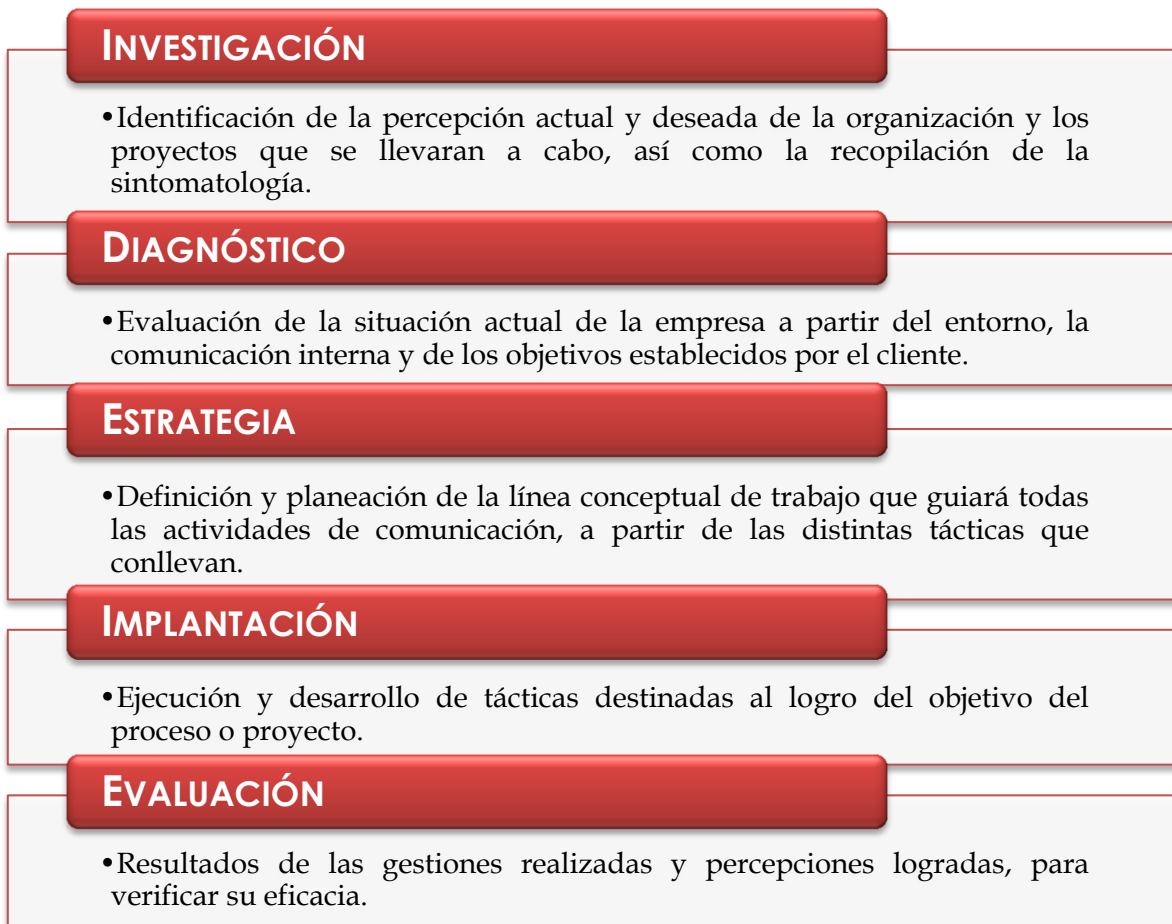 INVESTIGACIÓN
•Identificación de la percepción actual y deseada de la organización y los
proyectos que se llevaran a cabo, así como la recopilación de la
sintomatología.
DIAGNÓSTICO
•Evaluación de la situación actual de la empresa a partir del entorno, la
comunicación interna y de los objetivos establecidos por el cliente.
ESTRATEGIA
•Definición y planeación de la línea conceptual de trabajo que guiará todas
las actividades de comunicación, a partir de las distintas tácticas que
conllevan.
IMPLANTACIÓN
•Ejecución y desarrollo de tácticas destinadas al logro del objetivo del
proceso o proyecto.
EVALUACIÓN
•Resultados de las gestiones realizadas y percepciones logradas, para
verificar su eficacia.